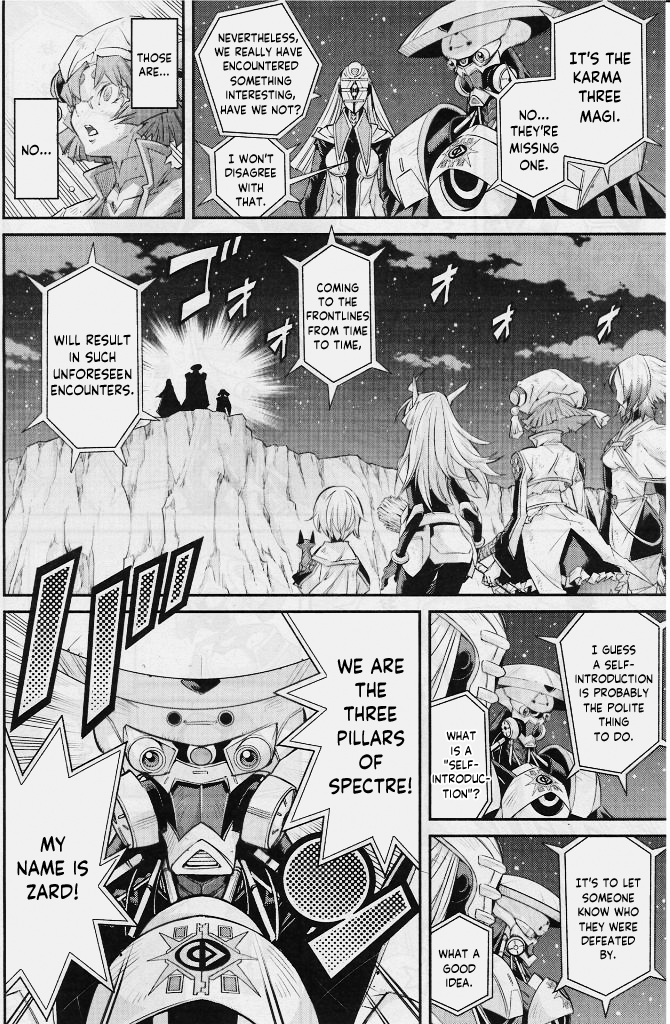 IT'S THE
KARMA
THREE
MAGI.
NO...
THEY'RE
MISSING
ONE.
NEVERTHELESS,
WE REALLY HAVE
ENCOUNTERED
SOMETHING
INTERESTING,
HAVE WE NOT?
I WON'T
DISAGREE
WITH
THAT.
THOSE
ARE...
NO...
COMING
TO THE
FRONTLINES
FROM TIME
TO TIME,
WILL RESULT
IN SUCH
UNFORESEEN
ENCOUNTERS.
ゴオオオオオ
I GUESS
A SELF-
INTRODUCTION
IS PROBABLY
THE POLITE
THING
TO DO.
WHAT
IS A
"SELF-
INTRODUC-
TION"?
IT'S TO LET
SOMEONE
KNOW WHO
THEY WERE
DEFEATED
BY.
WHAT A
GOOD
IDEA.
WE ARE
THE
THREE
PILLARS
OF
SPECTRE!
MY
NAME IS
ZARD!